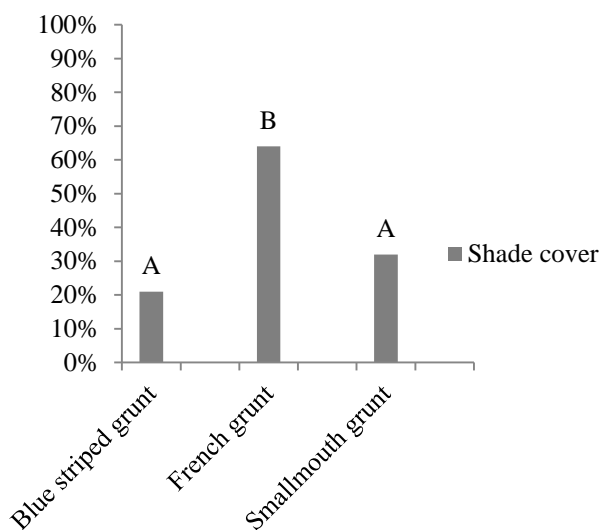 100%
90%
80%
70%
60%
50%
40%
30%
20%
10%
0%
A
B
A
Blue striped grunt
French grunt
Smallmouth grunt
Shade cover